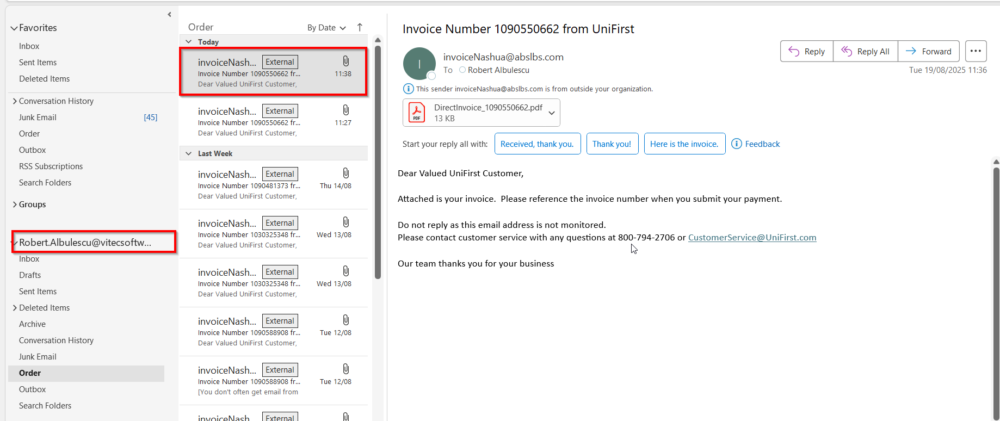 Favorites
Inbox
Sent Items
Deleted Items
Conversation History
Junk Email [45]
Order
Outbox
RSS Subscriptions
Search Folders
Groups
Robert.Albulescu@vitecsoftw...
Inbox
Drafts
Sent Items
Deleted Items
Archive
Conversation History
Junk Email
Order
Outbox
Search Folders
Order By Date
Today
invoiceNash... External
Invoice Number 1090550662 fr... 11:38
Dear Valued UniFirst Customer,
invoiceNash... External
Invoice Number 1090550662 fr... 11:27
Dear Valued UniFirst Customer,
Last Week
invoiceNash... External
Invoice Number 1090481373 fr... Thu 14/08
Dear Valued UniFirst Customer,
invoiceNash... External
Invoice Number 1030325348 fr... Wed 13/08
Dear Valued UniFirst Customer,
invoiceNash... External
Invoice Number 1030325348 fr... Wed 13/08
Dear Valued UniFirst Customer,
invoiceNash... External
Invoice Number 1090588908 fr... Tue 12/08
Dear Valued UniFirst Customer,
invoiceNash... External
Invoice Number 1090588908 fr... Tue 12/08
[You don't often get email from
invoiceNash... External
Invoice Number 1090550662 from UniFirst
I
invoiceNashua@abslbs.com
To Robert Albulescu
Reply Reply All Forward ...
Tue 19/08/2025 11:36
This sender invoiceNashua@abslbs.com is from outside your organization.
PDF
DirectInvoice_1090550662.pdf
13 KB
Start your reply all with: Received, thank you. Thank you! Here is the invoice. Feedback
Dear Valued UniFirst Customer,
Attached is your invoice.  Please reference the invoice number when you submit your payment.
Do not reply as this email address is not monitored.
Please contact customer service with any questions at 800-794-2706 or CustomerService@UniFirst.com
Our team thanks you for your business